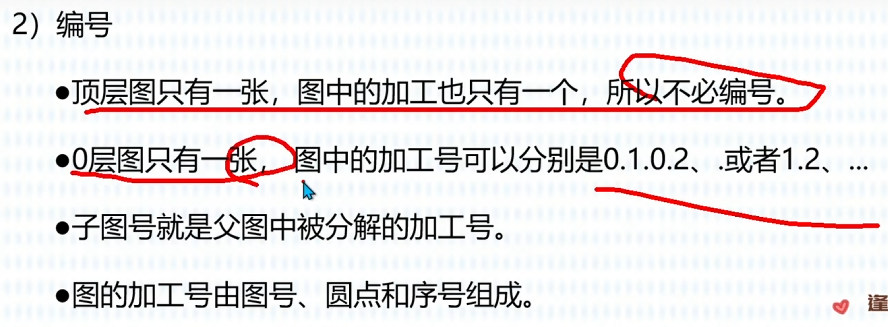 2）编号
●顶层图只有一张，图中的加工也只有一个，所以不必编号。
●0层图只有一张，图中的加工号可以分别是0.1.0.2、.或者1.2、...
●子图号就是父图中被分解的加工号。
●图的加工号由图号、圆点和序号组成。